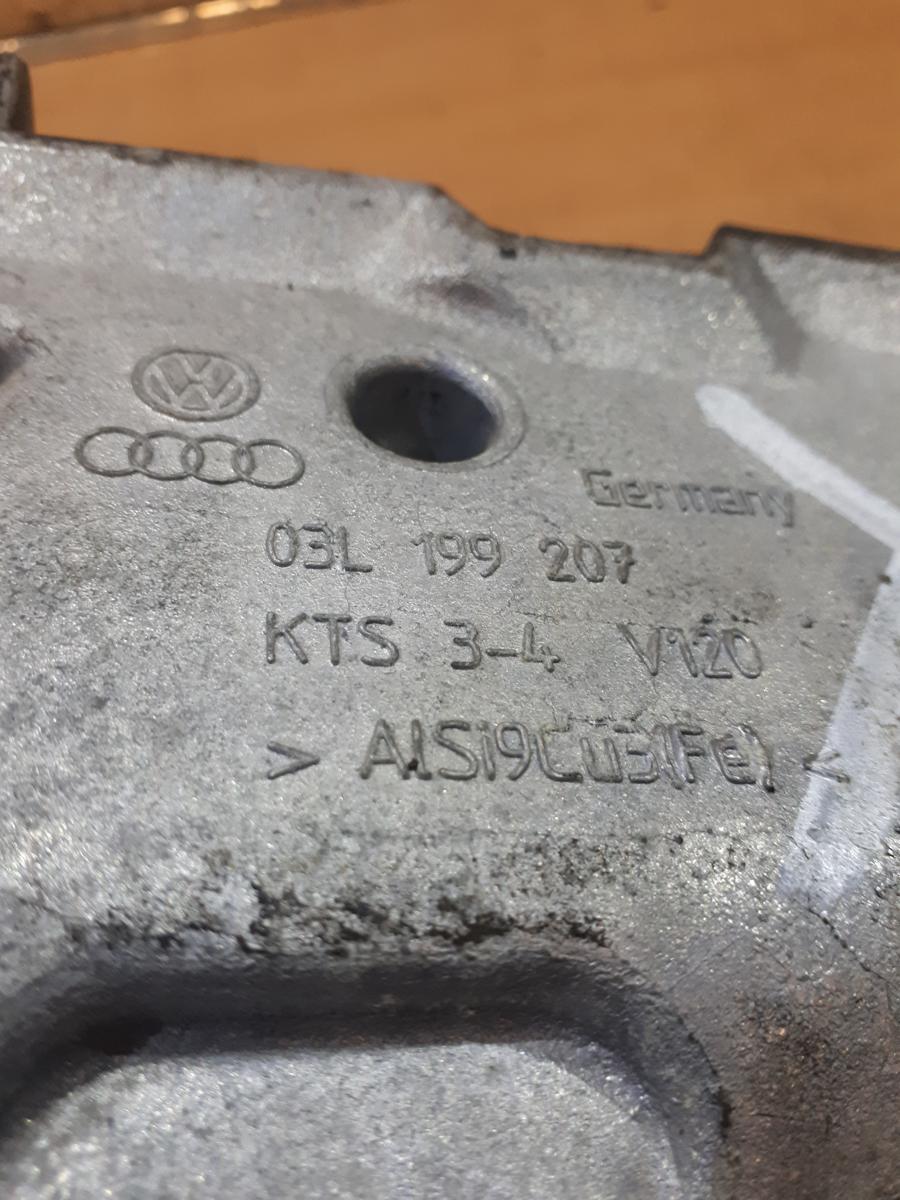 Germany
03L 199 207
KTS 3-4 V120
> AlSi9Cu3(Fe) <